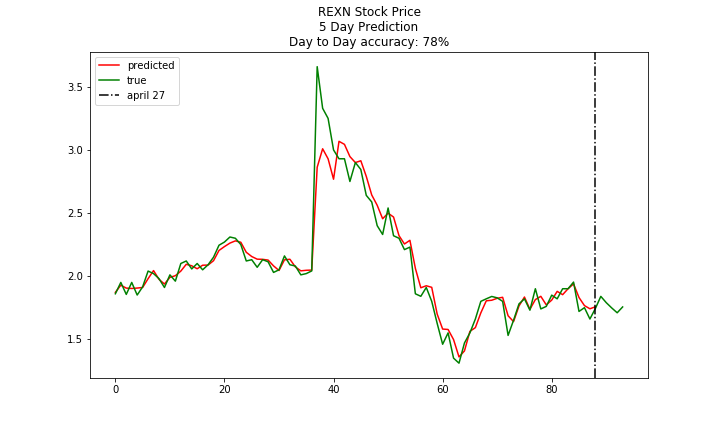 REXN Stock Price
5 Day Prediction
Day to Day accuracy: 78%
predicted
true
april 27
3.5
3.0
2.5
2.0
1.5
0
20
40
60
80